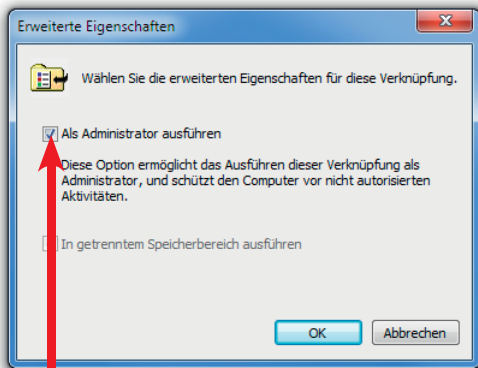 Erweiterte Eigenschaften
Wählen Sie die erweiterten Eigenschaften für diese Verknüpfung.
Als Administrator ausführen
Diese Option ermöglicht das Ausführen dieser Verknüpfung als
Administrator, und schützt den Computer vor nicht autorisierten
Aktivitäten.
In getrenntem Speicherbereich ausführen
OK
Abbrechen